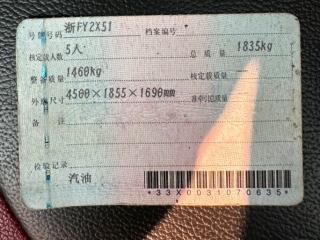 号牌号码 浙FY2X51 档案编号
核定载人数 5人 总质量 1835kg
整备质量 1460kg 核定载质量
外廓尺寸 4500×1855×1690mm 准牵引总质量
备注
检验记录
汽油
*33X0031070635*